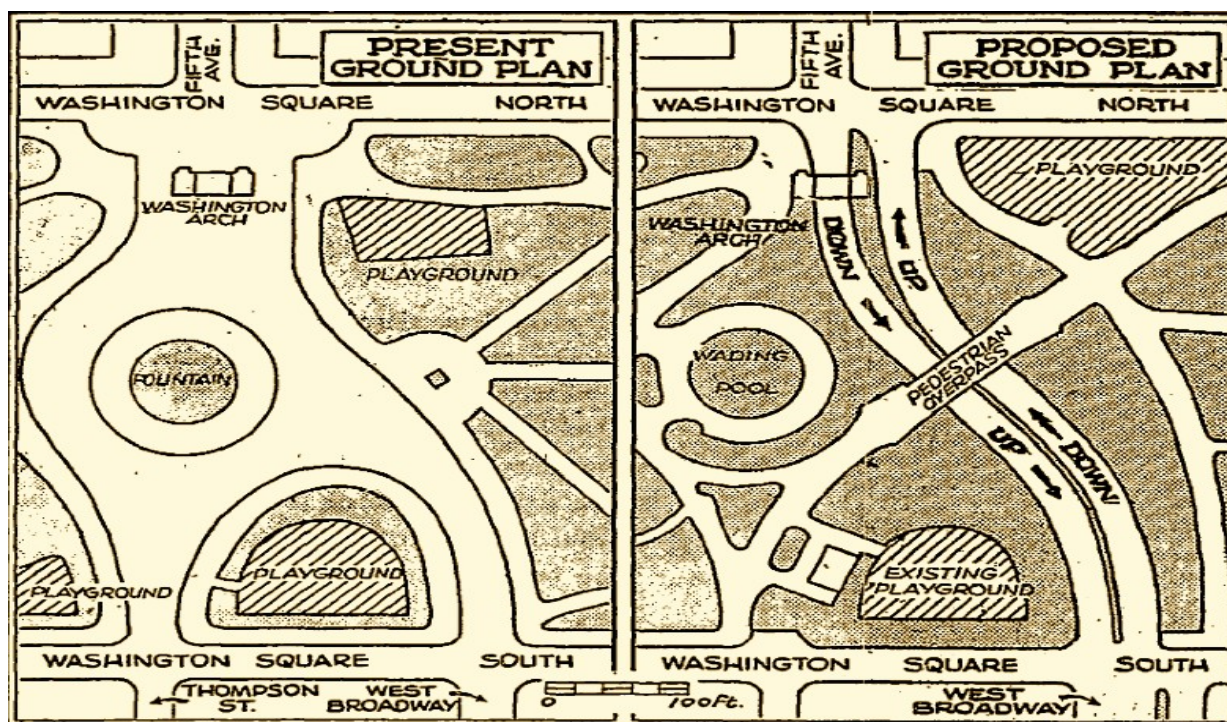 FIFTH AVE.
PRESENT
GROUND PLAN
WASHINGTON SQUARE NORTH
WASHINGTON
ARCH
PLAYGROUND
FOUNTAIN
PLAYGROUND
PLAYGROUND
WASHINGTON SQUARE SOUTH
THOMPSON
ST.
WEST
BROADWAY
0 100Ft.
FIFTH AVE.
PROPOSED
GROUND PLAN
WASHINGTON SQUARE NORTH
PLAYGROUND
WASHINGTON
ARCH
DOWN
UP
WADING
POOL
PEDESTRIAN
OVERPASS
UP
DOWN
EXISTING
PLAYGROUND
WASHINGTON SQUARE SOUTH
WEST
BROADWAY